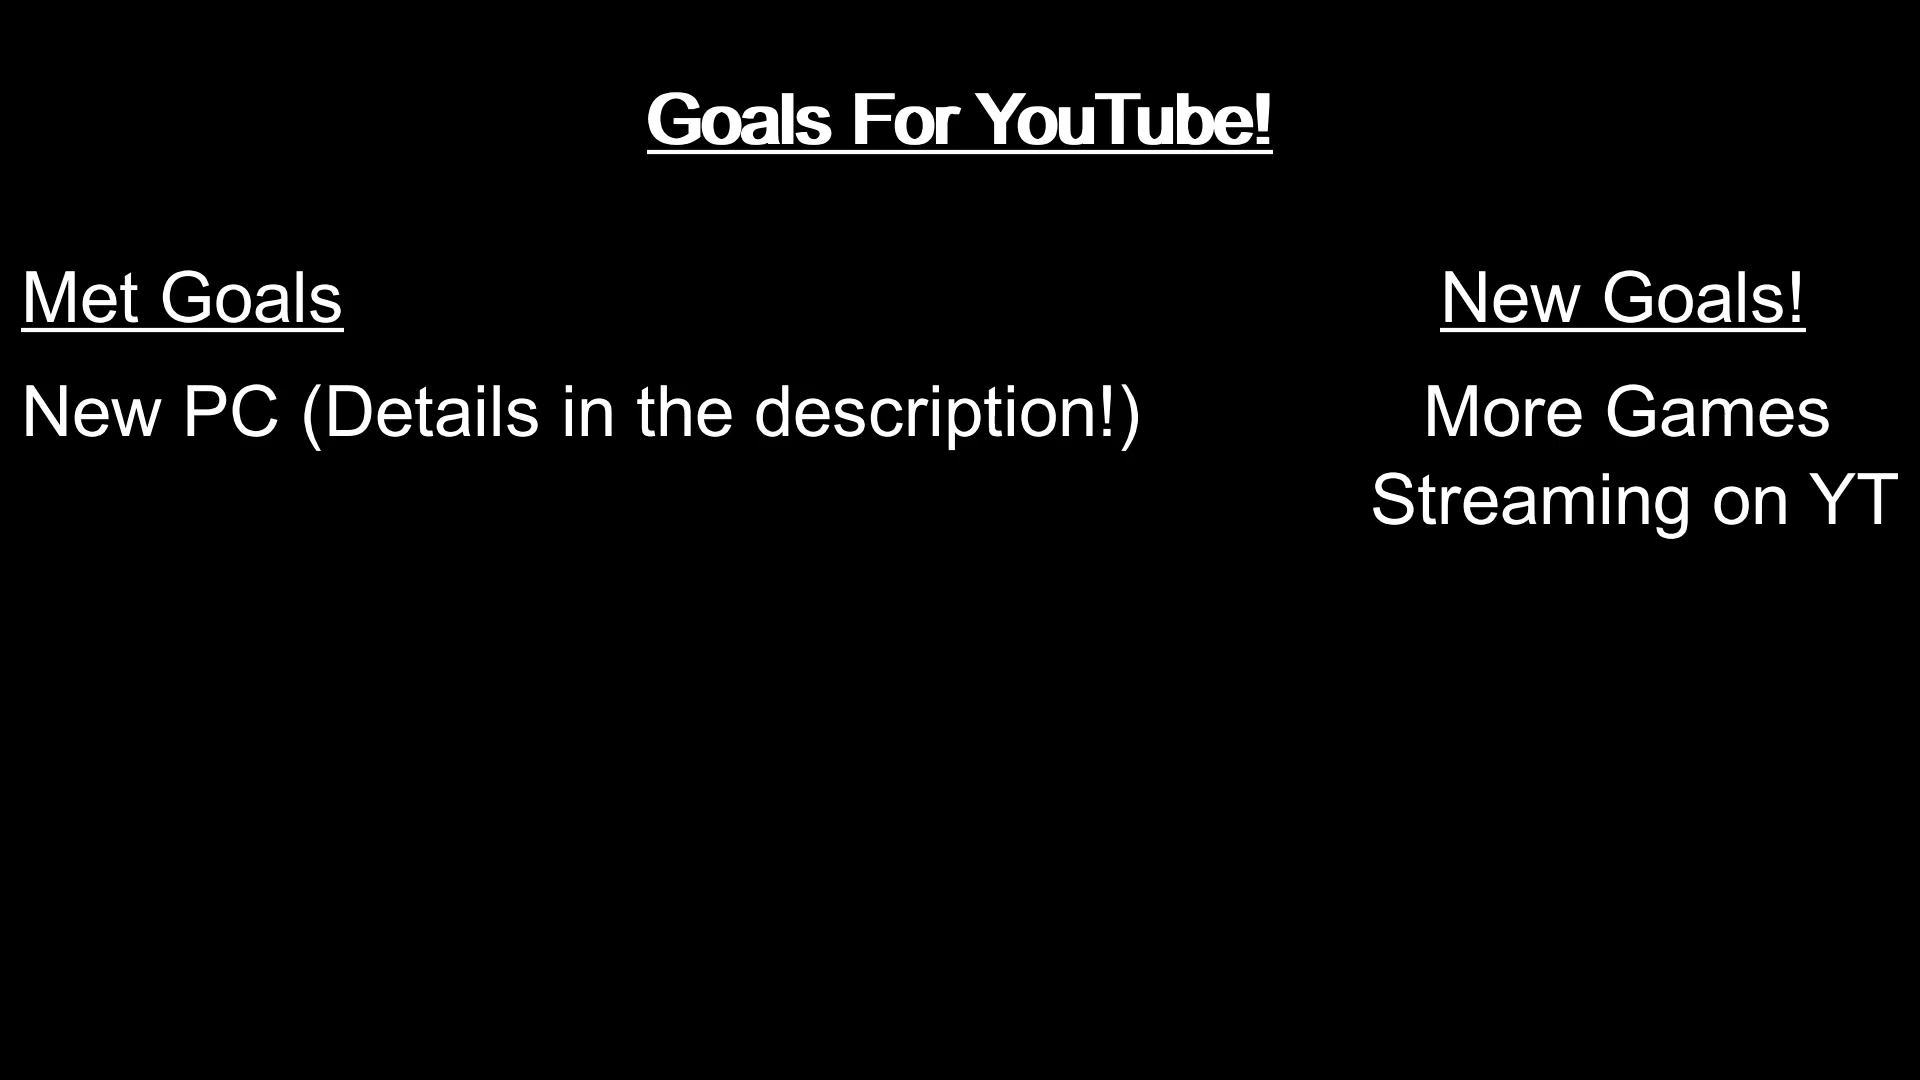 Goals For YouTube!
Met Goals
New PC (Details in the description!)
New Goals!
More Games
Streaming on YT